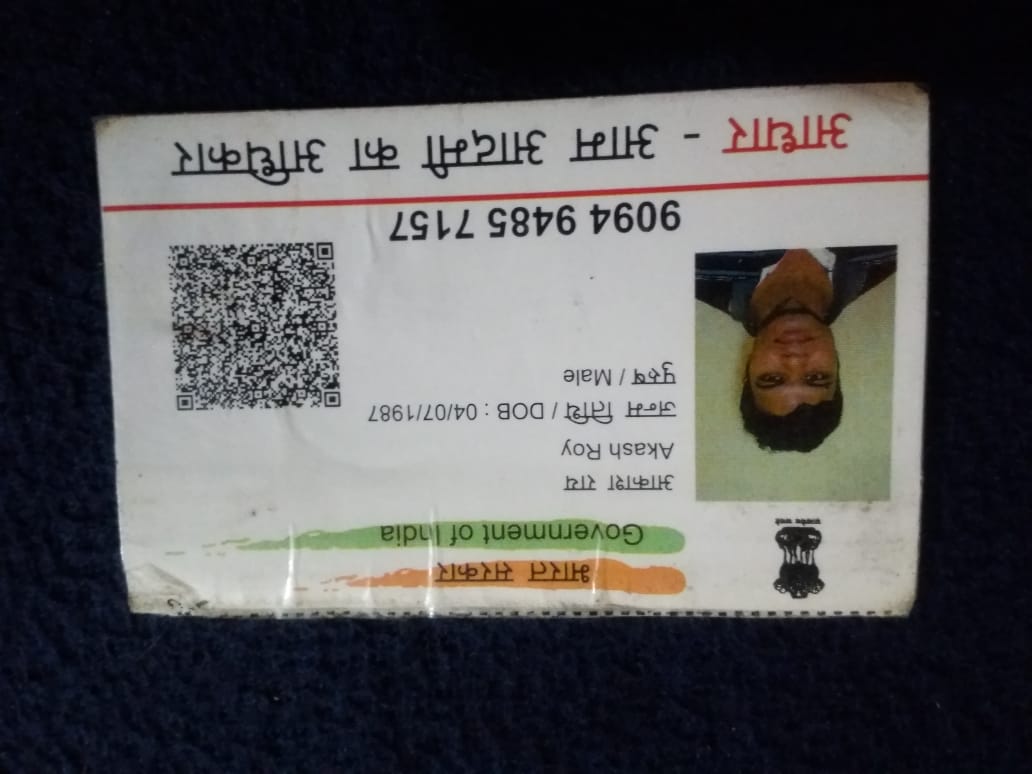 भारत सरकार
Government of India
आकाश राय
Akash Roy
जन्म तिथि / DOB : 04/07/1987
पुरुष / Male
9094 9485 7157
आधार - आम आदमी का अधिकार